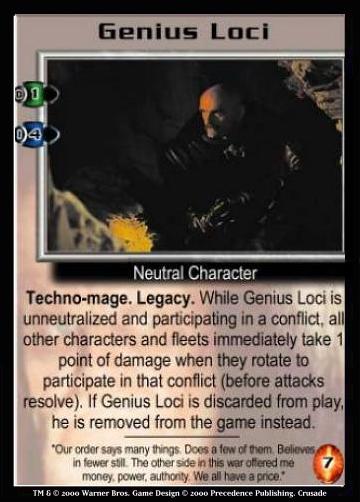 Genius Loci
1
4
Neutral Character
Techno-mage. Legacy. While Genius Loci is
unneutralized and participating in a conflict, all
other characters and fleets immediately take 1
point of damage when they rotate to
participate in that conflict (before attacks
resolve). If Genius Loci is discarded from play,
he is removed from the game instead.
"Our order says many things. Does a few of them. Believes
in fewer still. The other side in this war offered me
money, power, authority. We all have a price."
7
TM & © 2000 Warner Bros. Game Design © 2000 Precedence Publishing. Crusade